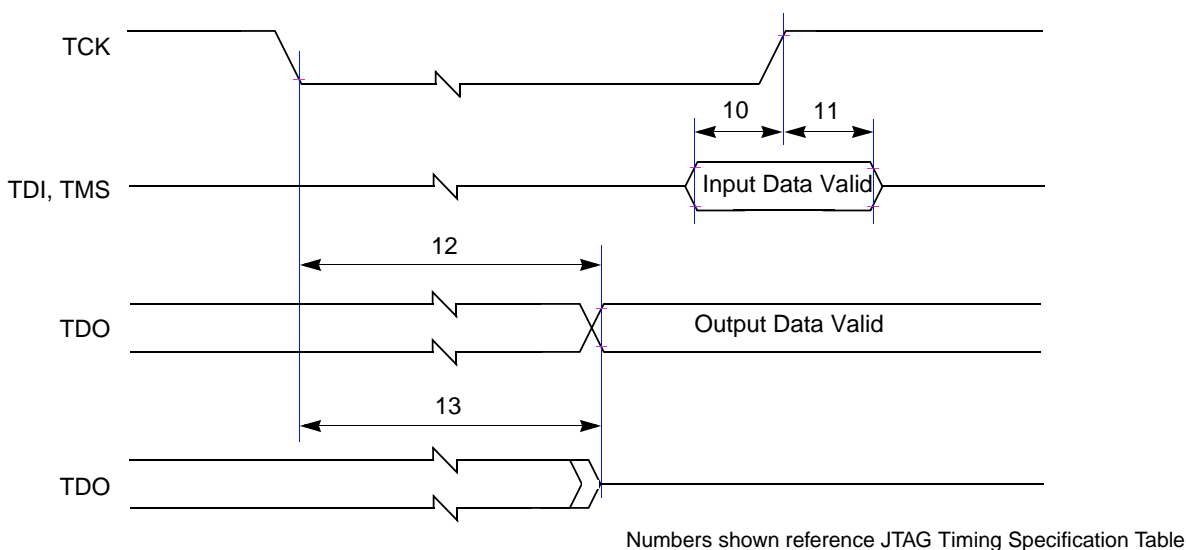 TCK
10
11
TDI, TMS
Input Data Valid
12
TDO
Output Data Valid
13
TDO
Numbers shown reference JTAG Timing Specification Table